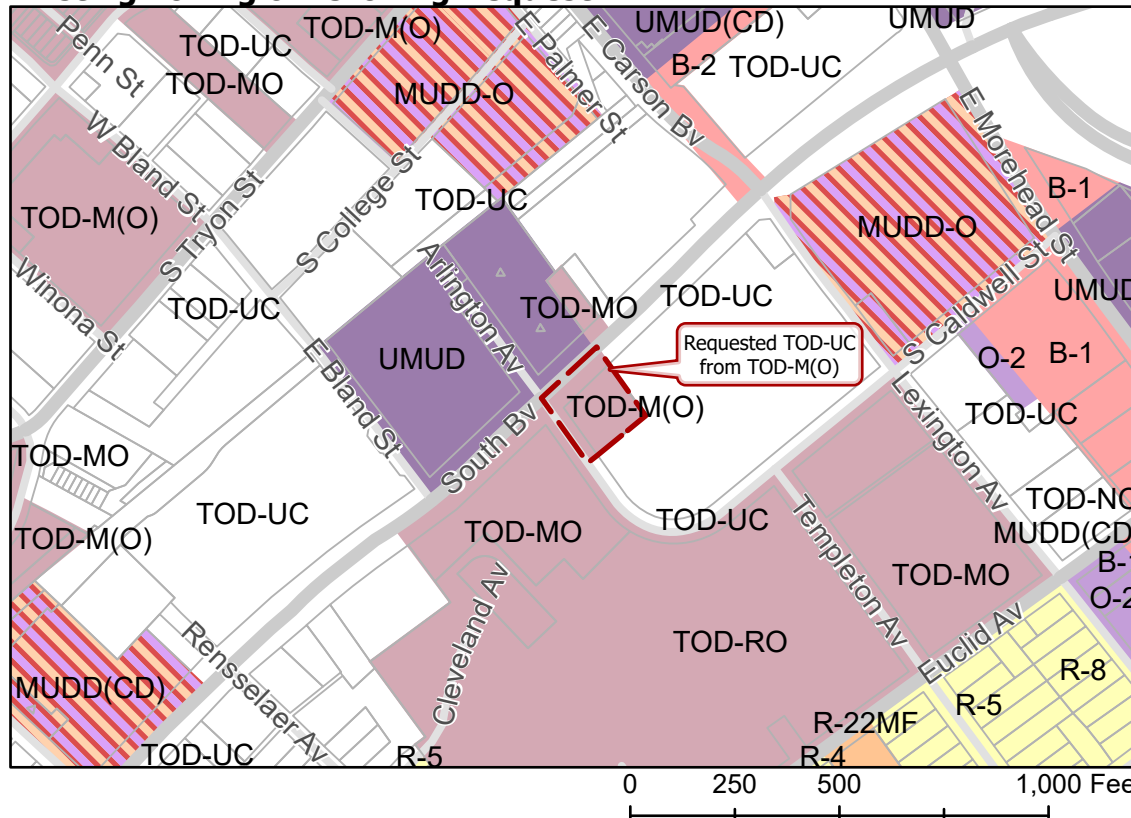 UMUD(CD)
UMUD
TOD-M(O)
TOD-UC
TOD-MO
Penn St
E Palmer St
E Carson Bv
B-2
TOD-UC
MUDD-O
E Morehead St
W Bland St
B-1
TOD-M(O)
S Tryon St
S College St
TOD-UC
MUDD-O
Arlington Av
Winona St
TOD-UC
TOD-MO
TOD-UC
S Caldwell St
UMUD
UMUD
E Bland St
Requested TOD-UC
from TOD-M(O)
O-2
B-1
TOD-M(O)
Lexington Av
TOD-UC
South Bv
TOD-MO
TOD-UC
TOD-MO
TOD-UC
Templeton Av
TOD-NC
MUDD(CD)
TOD-M(O)
B-1
O-2
TOD-MO
Cleveland Av
TOD-RO
Euclid Av
Rensselaer Av
MUDD(CD)
R-8
R-5
R-22MF
TOD-UC
R-5
R-4
0 250 500 1,000 Fee